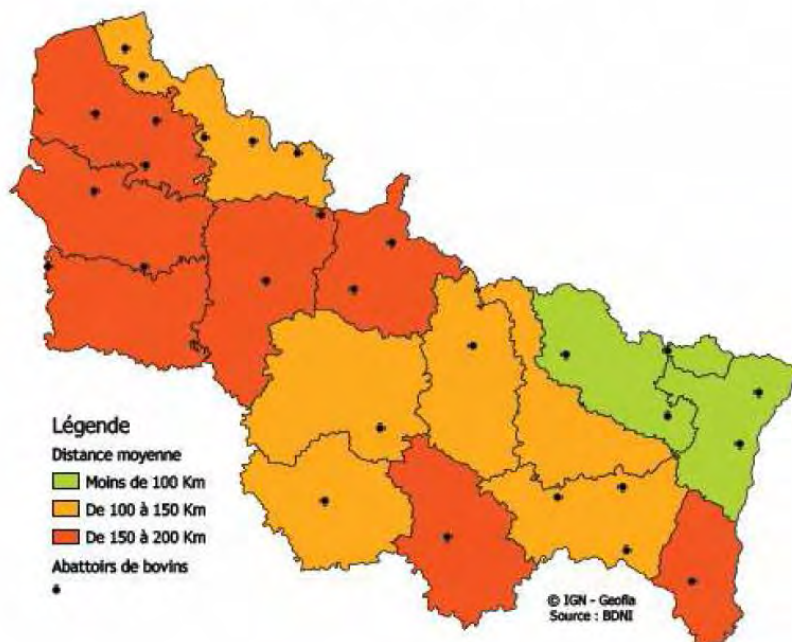 Légende
Distance moyenne
Moins de 100 Km
De 100 à 150 Km
De 150 à 200 Km
Abattoirs de bovins
© IGN - Geofla
Source : BDNI